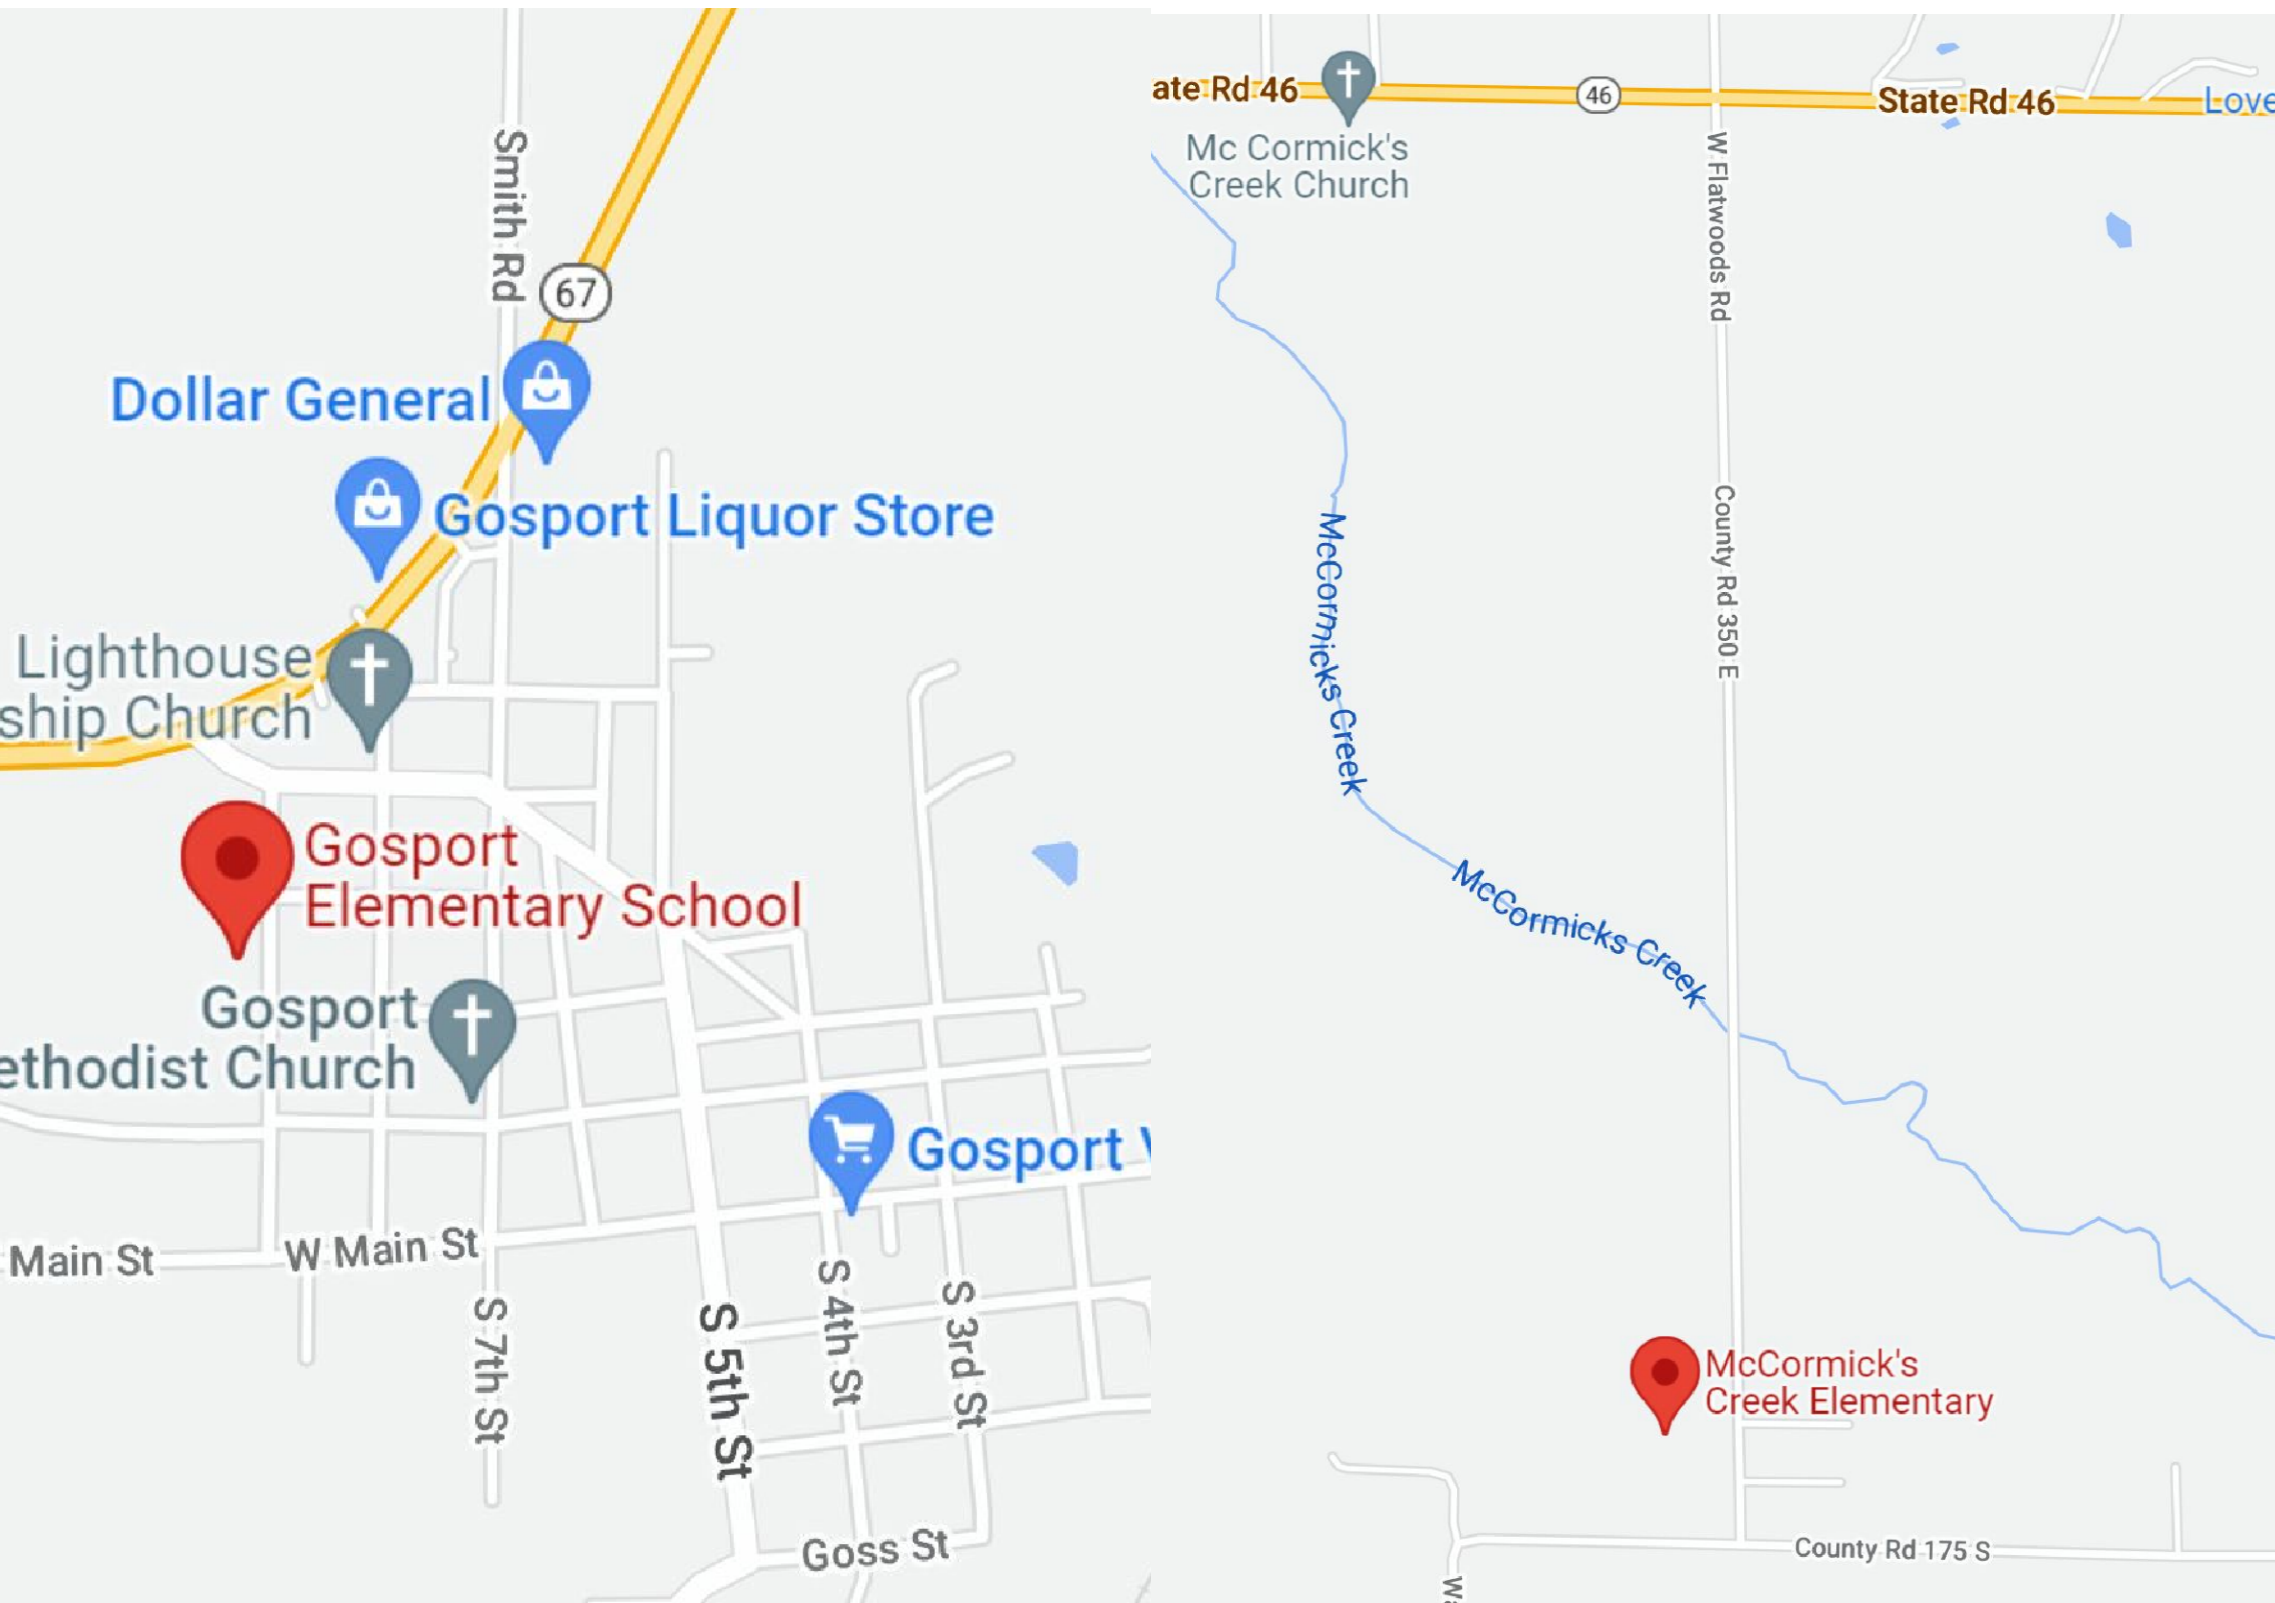 Smith Rd
67
Dollar General
Gosport Liquor Store
Lighthouse
ship Church
Gosport
Elementary School
Gosport
ethodist Church
Gosport
Main St
W Main St
S 7th St
S 5th St
S 4th St
S 3rd St
Goss St
ate Rd 46
46
State Rd 46
Love
Mc Cormick's
Creek Church
W Flatwoods Rd
County Rd 350 E
McCormicks Creek
McCormicks Creek
McCormick's
Creek Elementary
County Rd 175 S